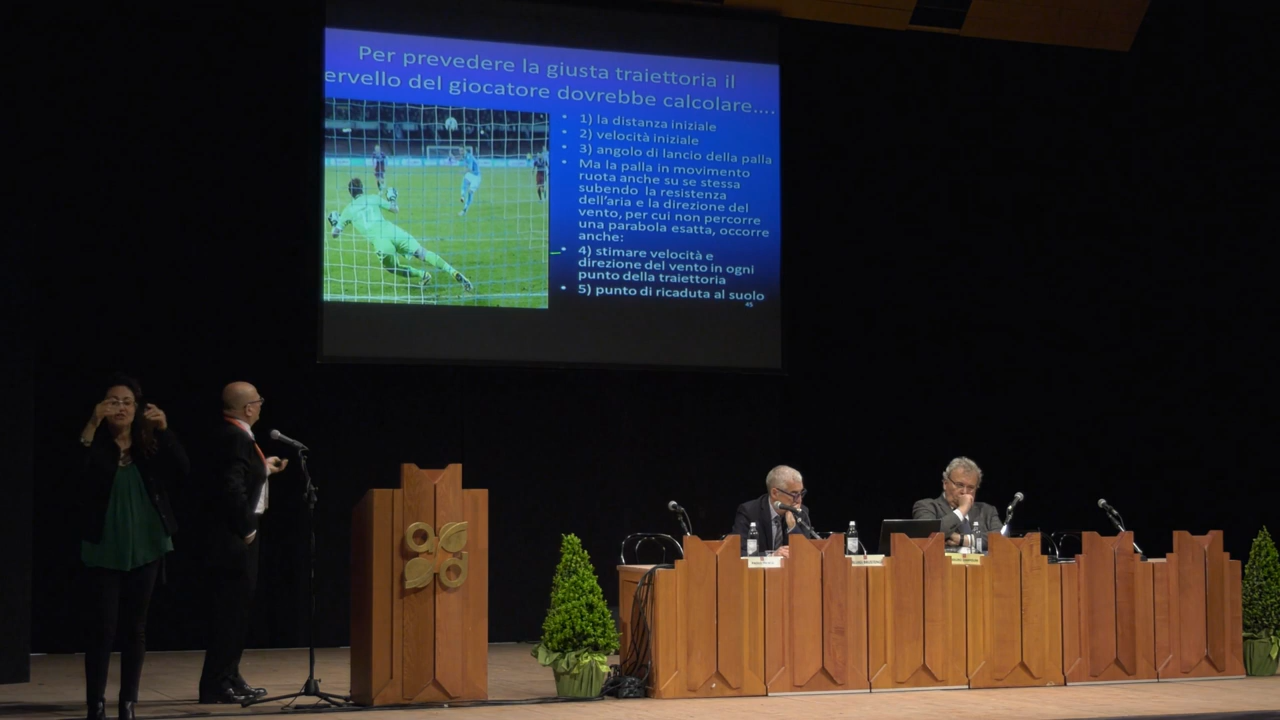 Per prevedere la giusta traiettoria il
ervello del giocatore dovrebbe calcolare....
• 1) la distanza iniziale
• 2) velocità iniziale
• 3) angolo di lancio della palla
• Ma la palla in movimento
ruota anche su se stessa
subendo la resistenza
dell'aria e la direzione del
vento, per cui non percorre
una parabola esatta, occorre
anche:
• 4) stimare velocità e
direzione del vento in ogni
punto della traiettoria
• 5) punto di ricaduta al suolo